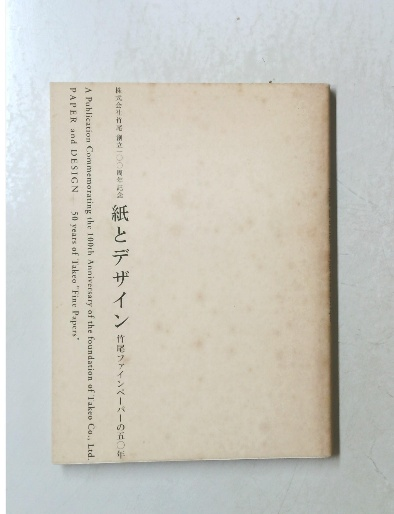 株式会社竹尾 創立一〇〇周年記念
紙とデザイン 竹尾ファインペーパーの五〇年
A Publication Commemorating the 100th Anniversary of the foundation of Takeo Co., Ltd.
PAPER and DESIGN 50 years of Takeo "Fine Papers"